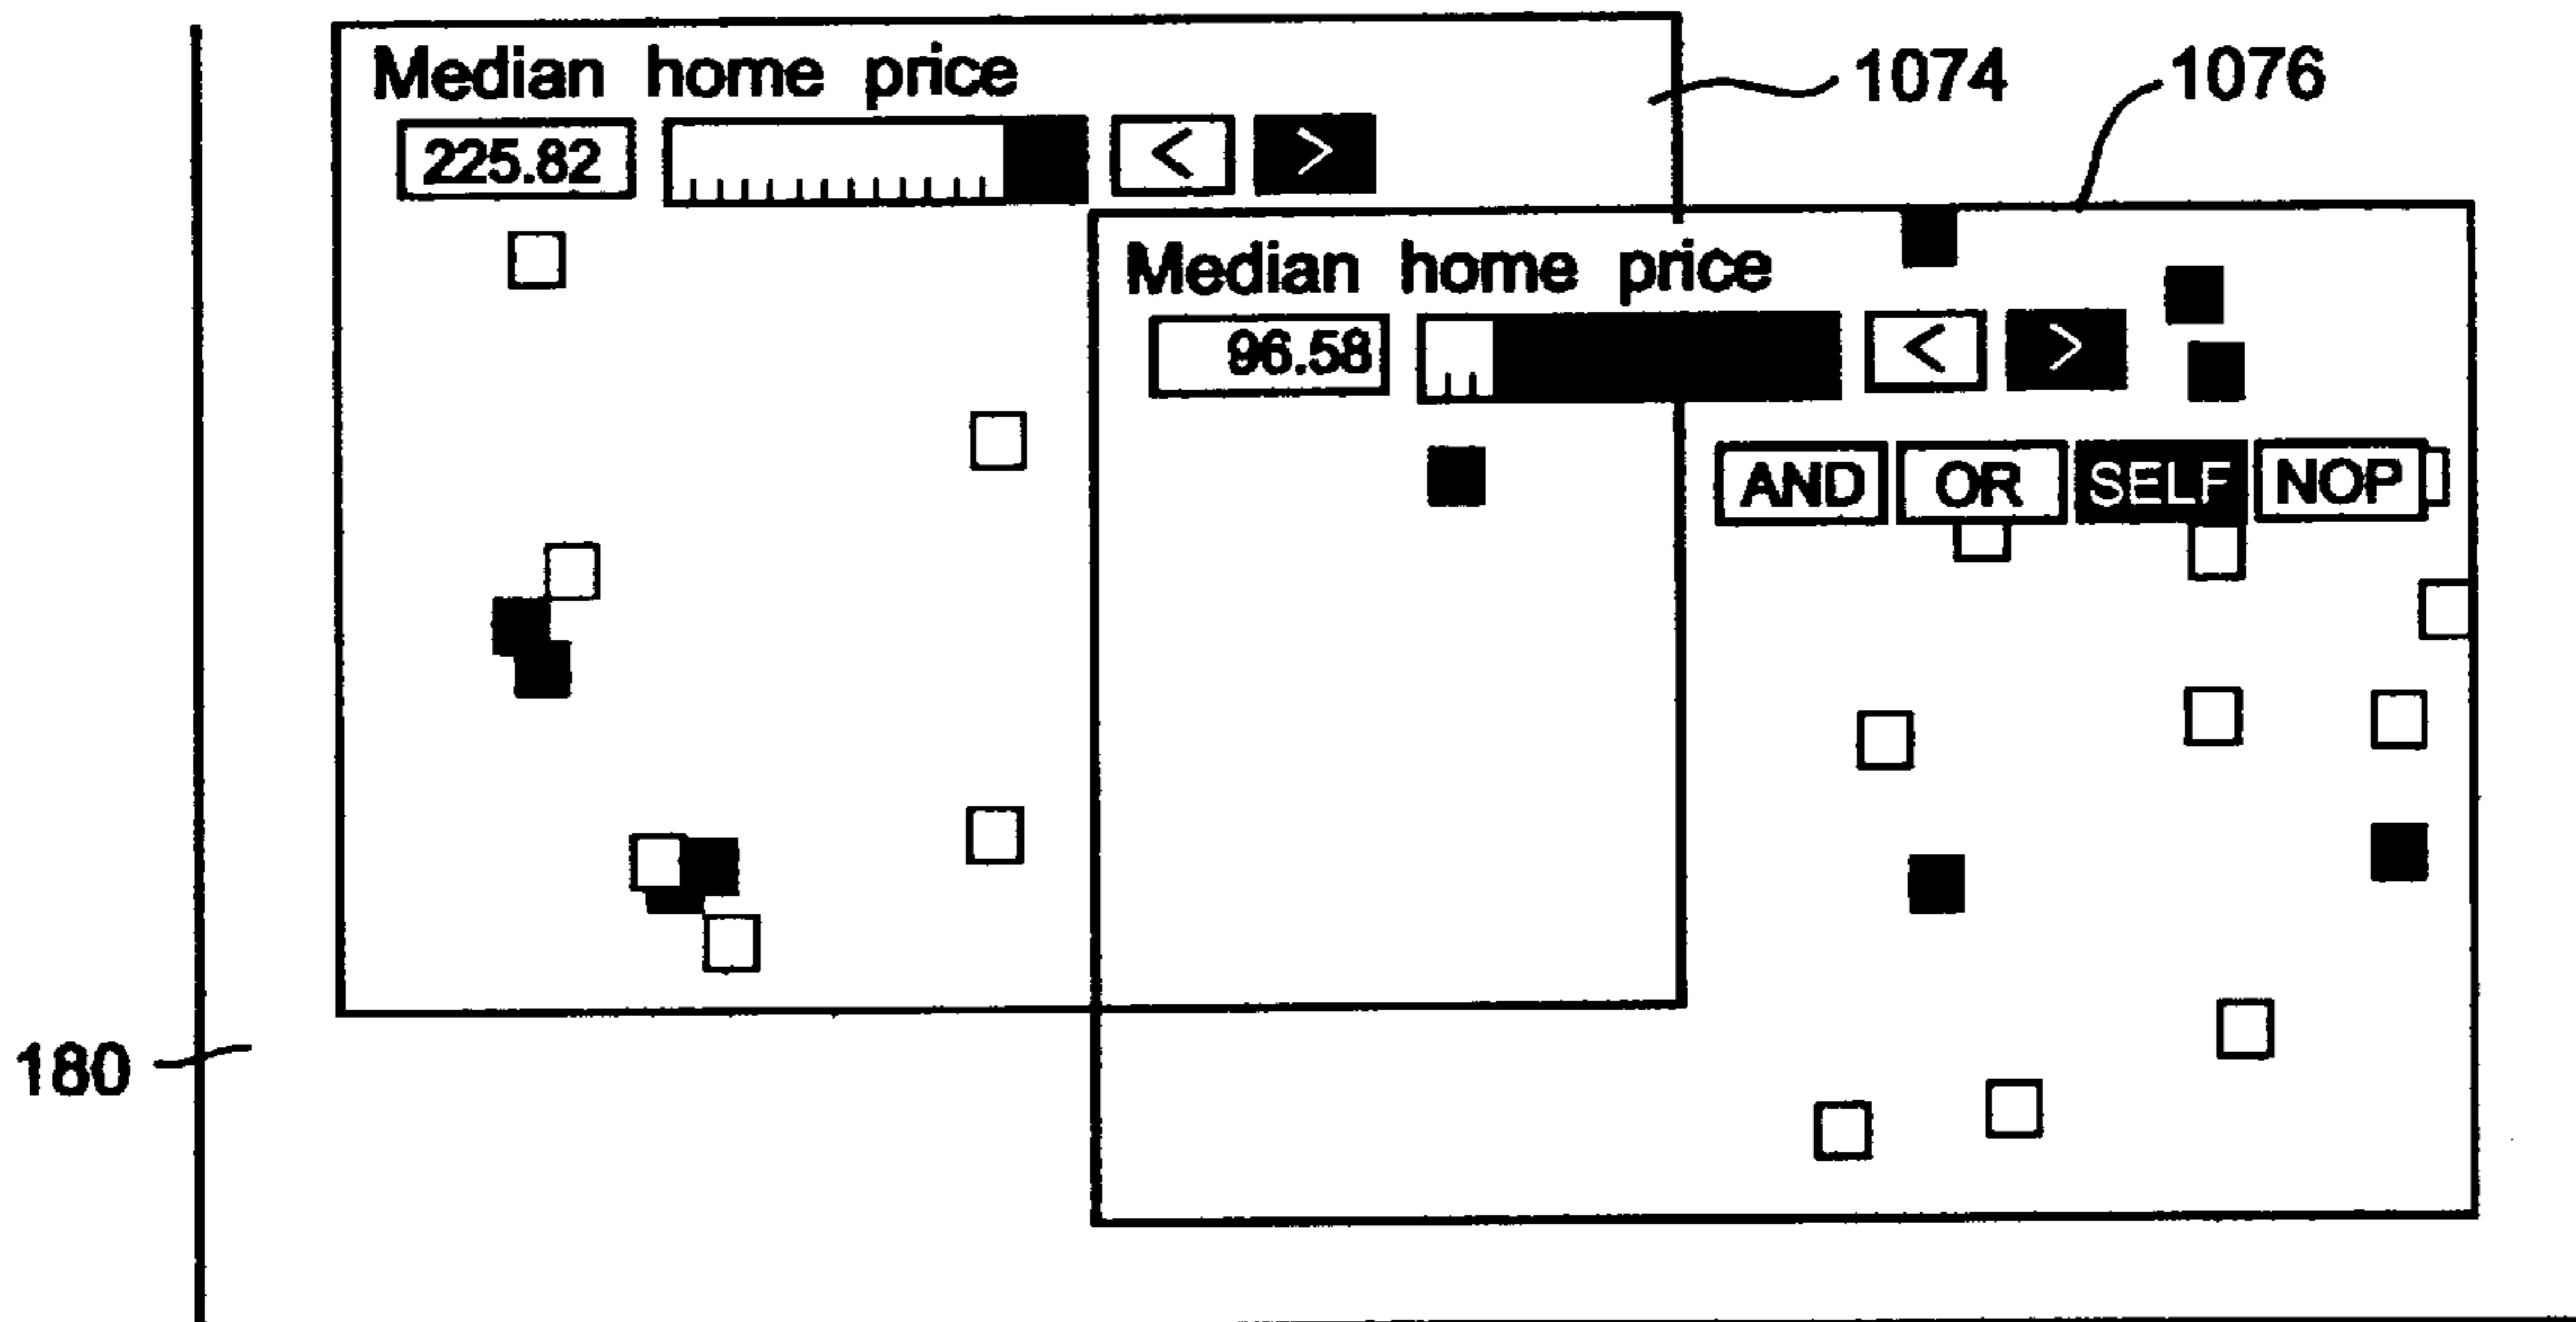 Median home price
1074
1076
225.82 < >
Median home price
96.58 < >
AND OR SELF NOP
180